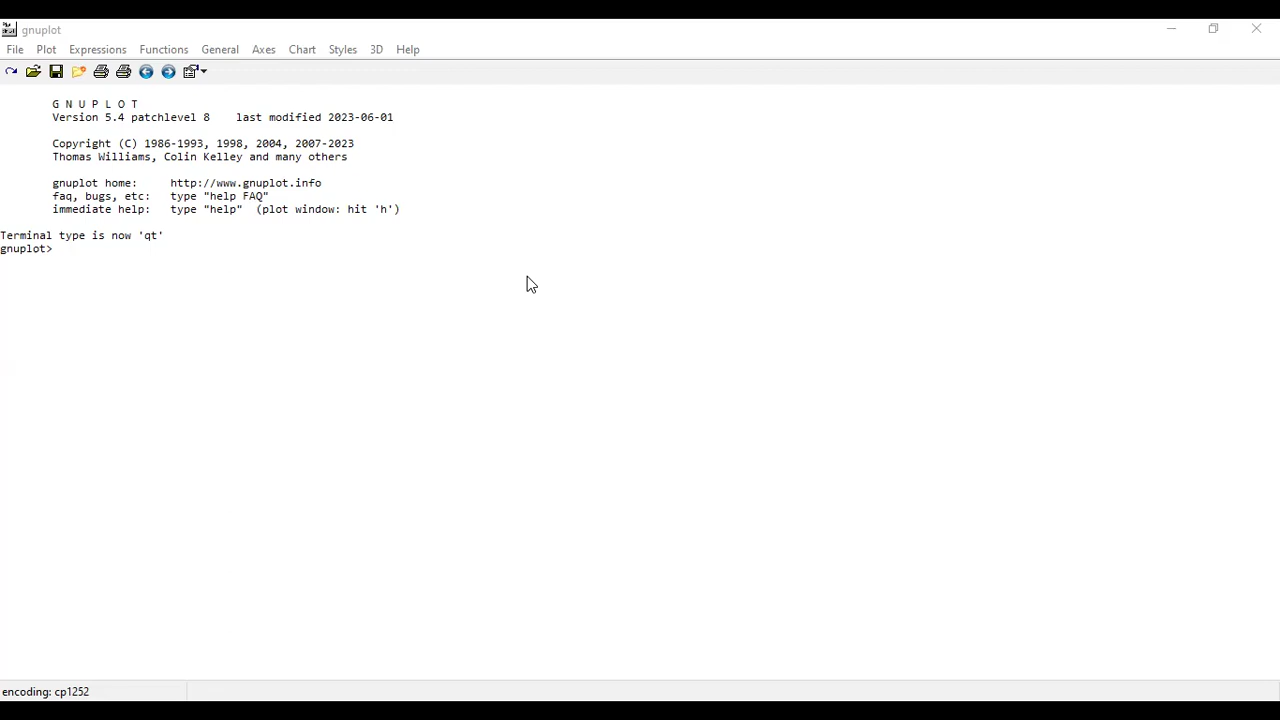 gnuplot
File Plot Expressions Functions General Axes Chart Styles 3D Help
G N U P L O T
Version 5.4 patchlevel 8    last modified 2023-06-01
Copyright (C) 1986-1993, 1998, 2004, 2007-2023
Thomas Williams, Colin Kelley and many others
gnuplot home:     http://www.gnuplot.info
faq, bugs, etc:   type "help FAQ"
immediate help:   type "help"  (plot window: hit 'h')
Terminal type is now 'qt'
gnuplot>
encoding: cp1252